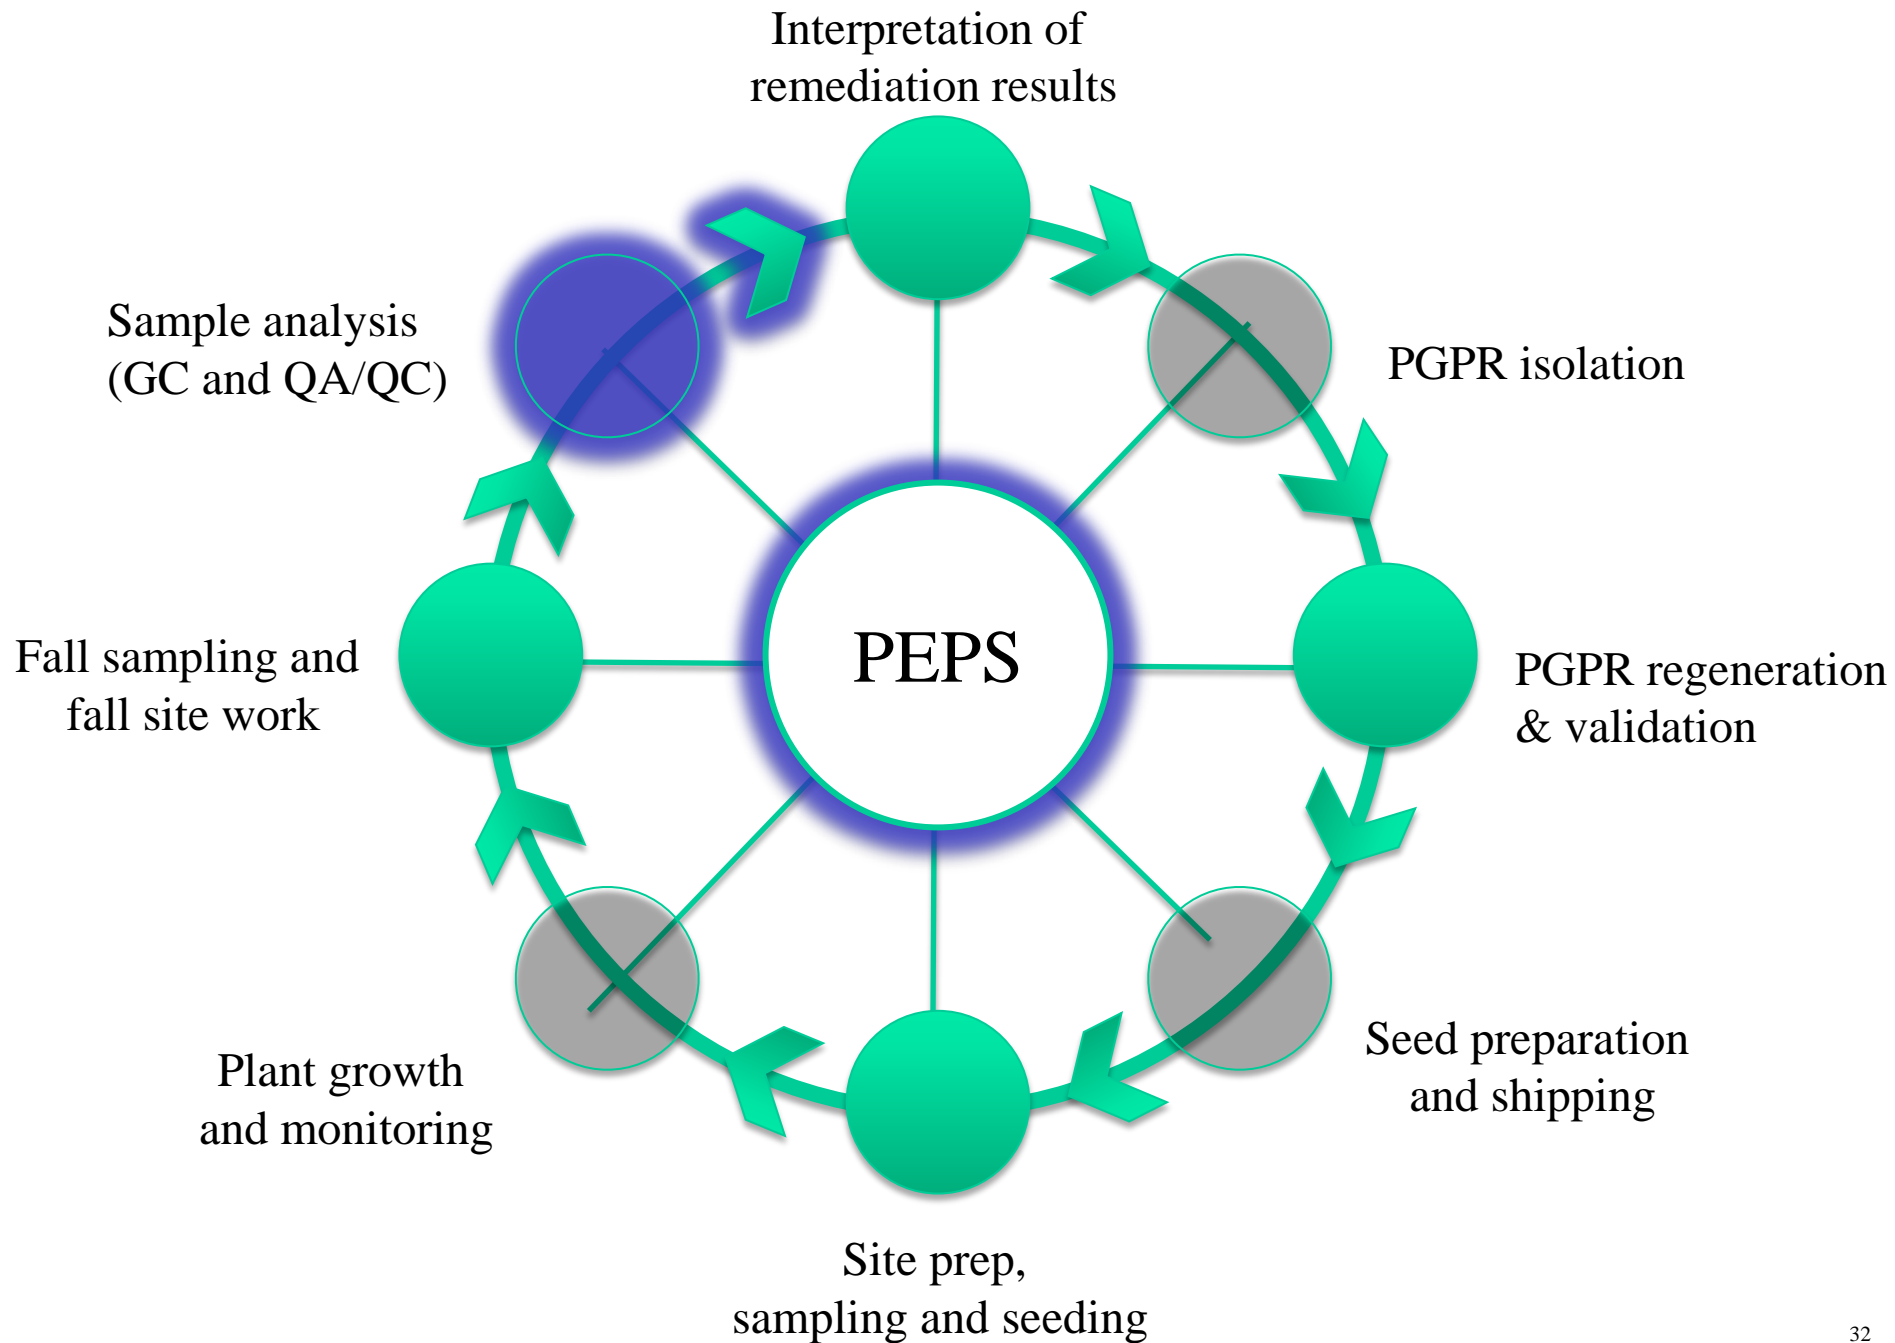 Interpretation of
remediation results
Sample analysis
(GC and QA/QC)
PGPR isolation
PEPS
Fall sampling and
fall site work
PGPR regeneration
& validation
Plant growth
and monitoring
Seed preparation
and shipping
Site prep,
sampling and seeding
32